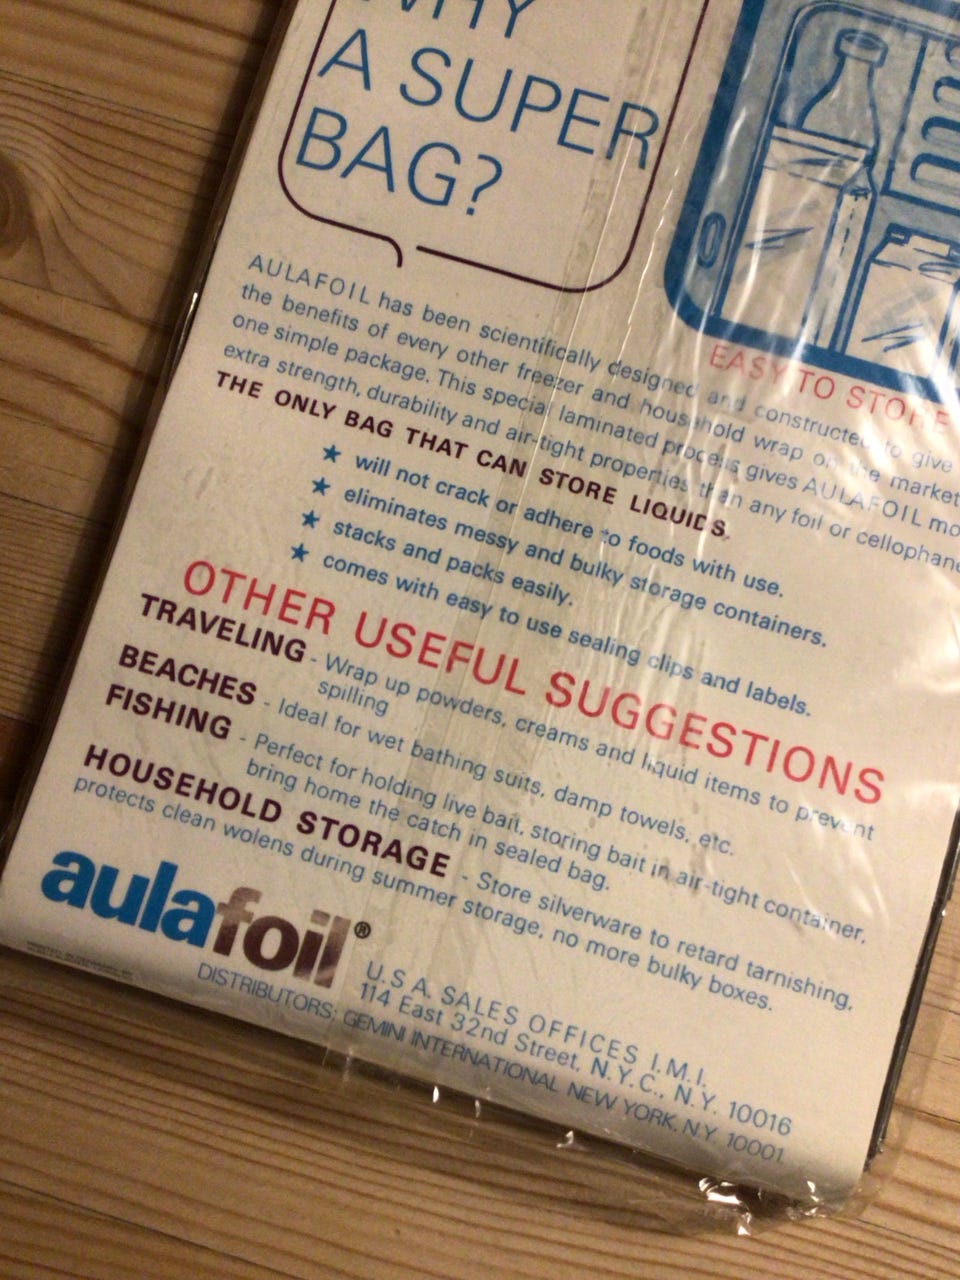 WHY
A SUPER
BAG?
EASY TO STORE
AULAFOIL has been scientifically designed and constructed to give
the benefits of every other freezer and household wrap on the market
one simple package. This special laminated process gives AULAFOIL mo
extra strength, durability and air-tight properties than any foil or cellophane
THE ONLY BAG THAT CAN STORE LIQUIDS.
★ will not crack or adhere to foods with use.
★ eliminates messy and bulky storage containers.
★ stacks and packs easily.
★ comes with easy to use sealing clips and labels.
OTHER USEFUL SUGGESTIONS
TRAVELING - Wrap up powders, creams and liquid items to prevent
spilling
BEACHES - Ideal for wet bathing suits, damp towels, etc.
FISHING - Perfect for holding live bait, storing bait in air-tight container,
bring home the catch in sealed bag.
HOUSEHOLD STORAGE - Store silverware to retard tarnishing,
protects clean wolens during summer storage, no more bulky boxes.
aulafoil®
U.S.A. SALES OFFICES I.M.I.
114 East 32nd Street, N.Y.C., N.Y. 10016
DISTRIBUTORS; GEMINI INTERNATIONAL NEW YORK, N.Y. 10001.